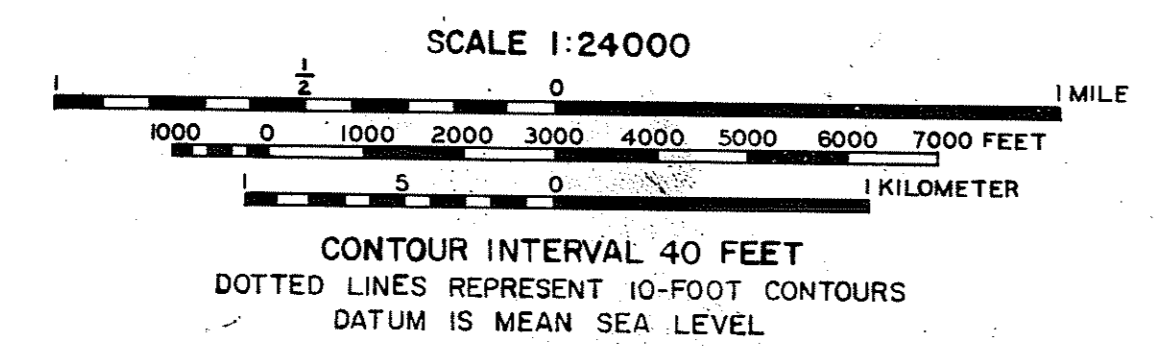 SCALE 1:24000
1 1/2 0 1 MILE
1000 0 1000 2000 3000 4000 5000 6000 7000 FEET
1 5 0 1 KILOMETER
CONTOUR INTERVAL 40 FEET
DOTTED LINES REPRESENT 10-FOOT CONTOURS
DATUM IS MEAN SEA LEVEL